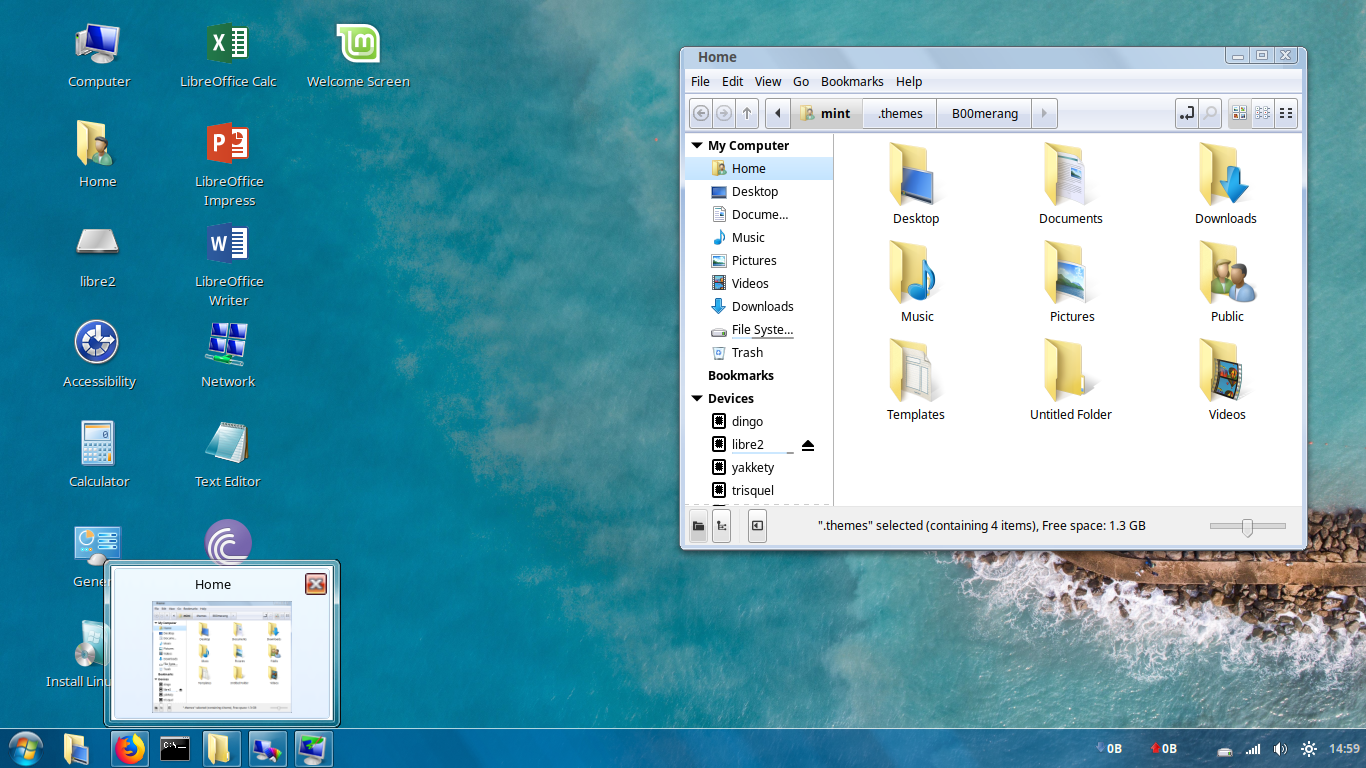 Computer
LibreOffice Calc
Welcome Screen
Home
LibreOffice
Impress
libre2
LibreOffice
Writer
Accessibility
Network
Calculator
0
Text Editor
Install
Home
File Edit View Go Bookmarks Help
mint .themes B00merang
My Computer
Home
Desktop
Docume...
Music
Pictures
Videos
Downloads
File Syste...
Trash
Bookmarks
Devices
dingo
libre2
yakkety
trisquel
Desktop Documents Downloads
Music Pictures Public
Templates Untitled Folder Videos
".themes" selected (containing 4 items), Free space: 1.3 GB
Home
C:\
0B 0B 14:59